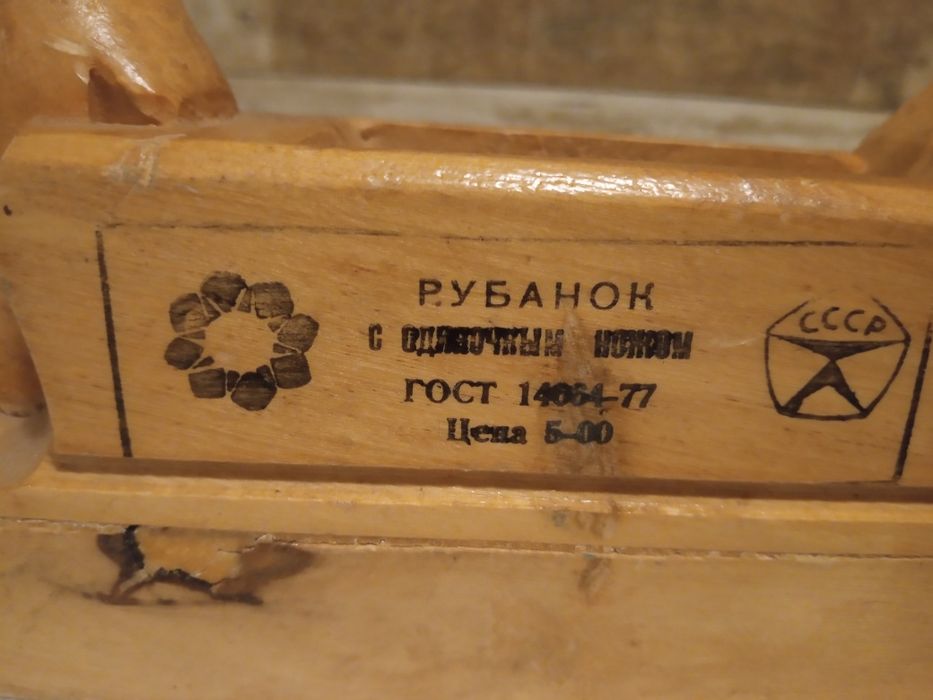 РУБАНОК
С ОДИНОЧНЫМ НОЖОМ
ГОСТ 14664-77
Цена 5-00
СССР